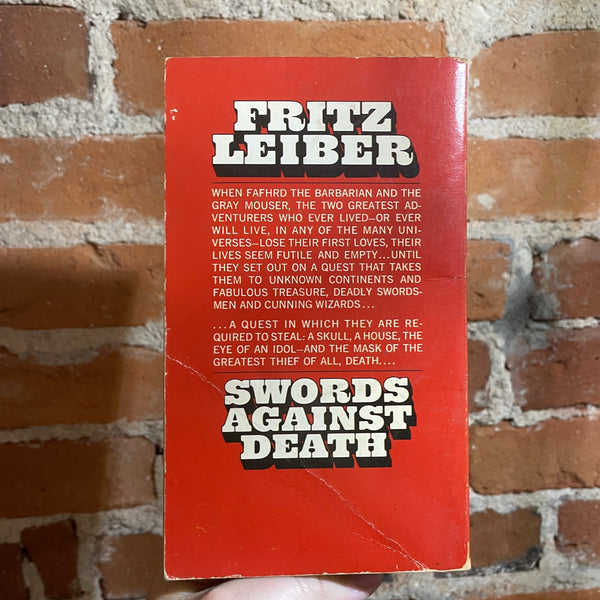 FRITZ
LEIBER
WHEN FAFHRD THE BARBARIAN AND THE
GRAY MOUSER, THE TWO GREATEST AD-
VENTURERS WHO EVER LIVED—OR EVER
WILL LIVE, IN ANY OF THE MANY UNI-
VERSES—LOSE THEIR FIRST LOVES, THEIR
LIVES SEEM FUTILE AND EMPTY...UNTIL
THEY SET OUT ON A QUEST THAT TAKES
THEM TO UNKNOWN CONTINENTS AND
FABULOUS TREASURE, DEADLY SWORDS-
MEN AND CUNNING WIZARDS...
...A QUEST IN WHICH THEY ARE RE-
QUIRED TO STEAL: A SKULL, A HOUSE, THE
EYE OF AN IDOL—AND THE MASK OF THE
GREATEST THIEF OF ALL, DEATH....
SWORDS
AGAINST
DEATH